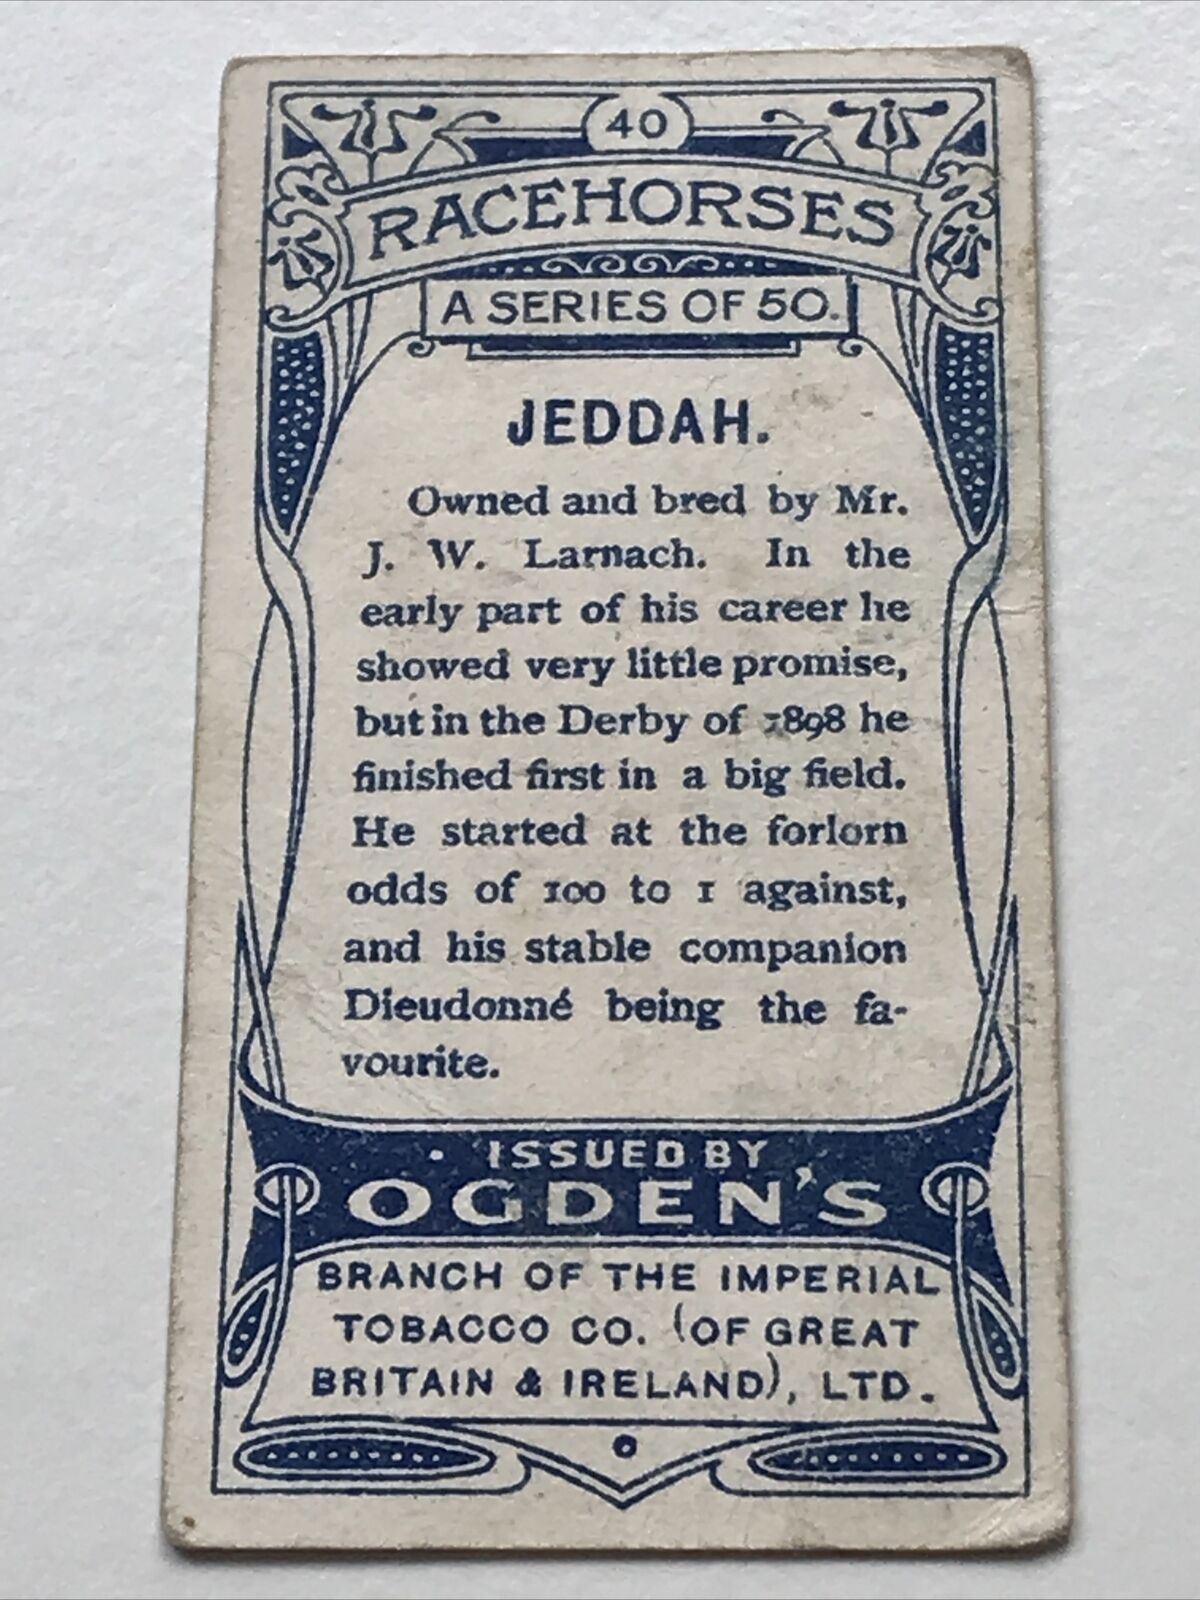 40
RACEHORSES
A SERIES OF 50.
JEDDAH.
Owned and bred by Mr.
J. W. Larnach. In the
early part of his career he
showed very little promise,
but in the Derby of 1898 he
finished first in a big field.
He started at the forlorn
odds of 100 to 1 against,
and his stable companion
Dieudonné being the fa-
vourite.
ISSUED BY
OGDEN'S
BRANCH OF THE IMPERIAL
TOBACCO CO. (OF GREAT
BRITAIN & IRELAND), LTD.